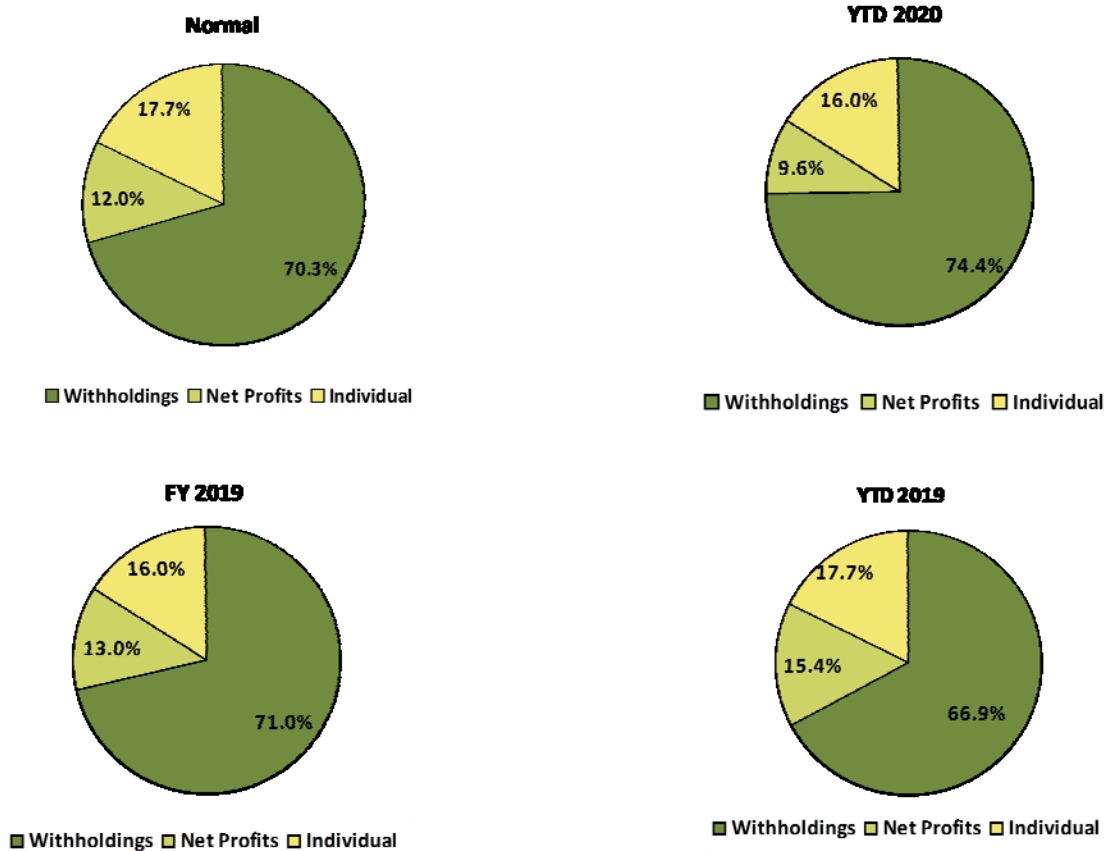 Normal
17.7%
12.0%
70.3%
Withholdings Net Profits Individual
YTD 2020
16.0%
9.6%
74.4%
Withholdings Net Profits Individual
FY 2019
16.0%
13.0%
71.0%
Withholdings Net Profits Individual
YTD 2019
17.7%
15.4%
66.9%
Withholdings Net Profits Individual